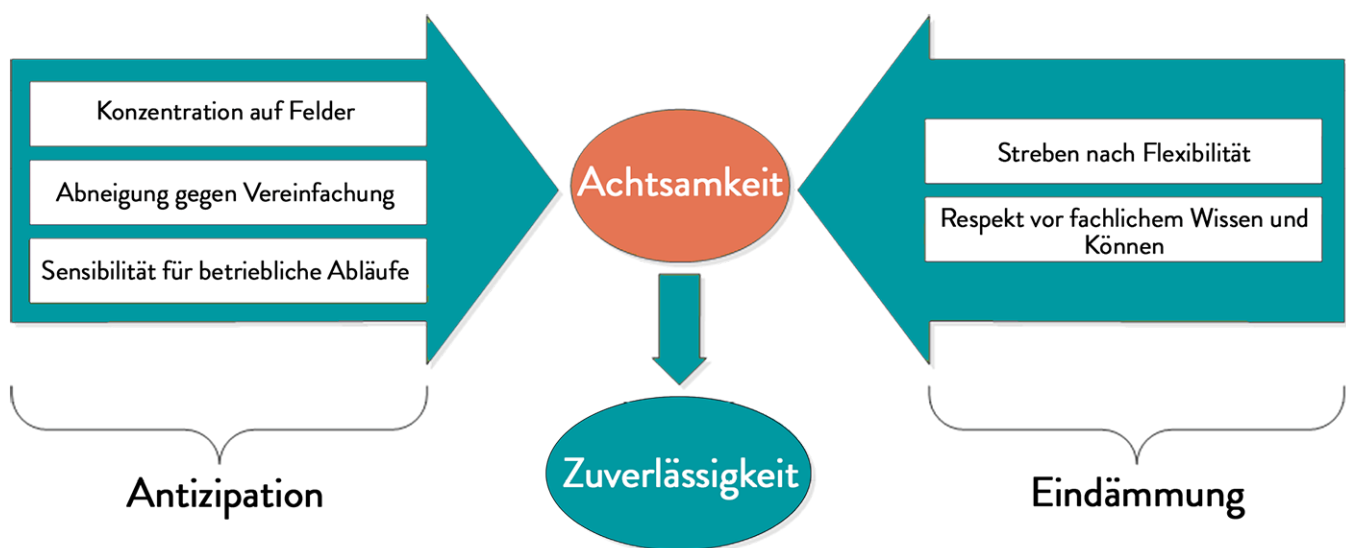 Konzentration auf Felder
Abneigung gegen Vereinfachung
Sensibilität für betriebliche Abläufe
Antizipation
Achtsamkeit
Zuverlässigkeit
Streben nach Flexibilität
Respekt vor fachlichem Wissen und
Können
Eindämmung